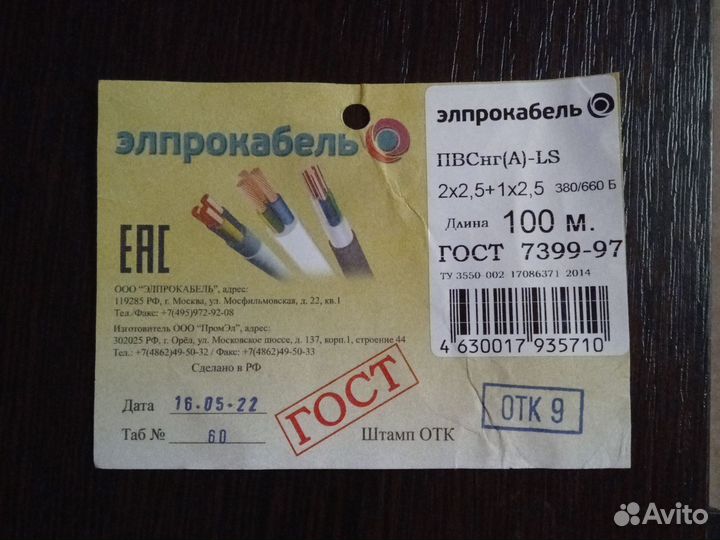 элпрокабель
EAC
ООО "ЭЛПРОКАБЕЛЬ", адрес:
119285 РФ, г. Москва, ул. Мосфильмовская, д. 22, кв.1
Тел./Факс: +7(495)972-92-08
Изготовитель ООО "ПромЭл", адрес:
302025 РФ, г. Орёл, ул. Московское шоссе, д. 137, корп.1, строение 44
Тел.: +7(4862)49-50-32 / Факс: +7(4862)49-50-33
Сделано в РФ
Дата 16.05-22
Таб № 60
ГОСТ
Штамп ОТК
ОТК 9
элпрокабель
ПВСнг(А)-LS
2х2,5+1х2,5 380/660 Б
Длина 100 м.
ГОСТ 7399-97
ТУ 3550-002 17086371 2014
4 630017 935710
Avito